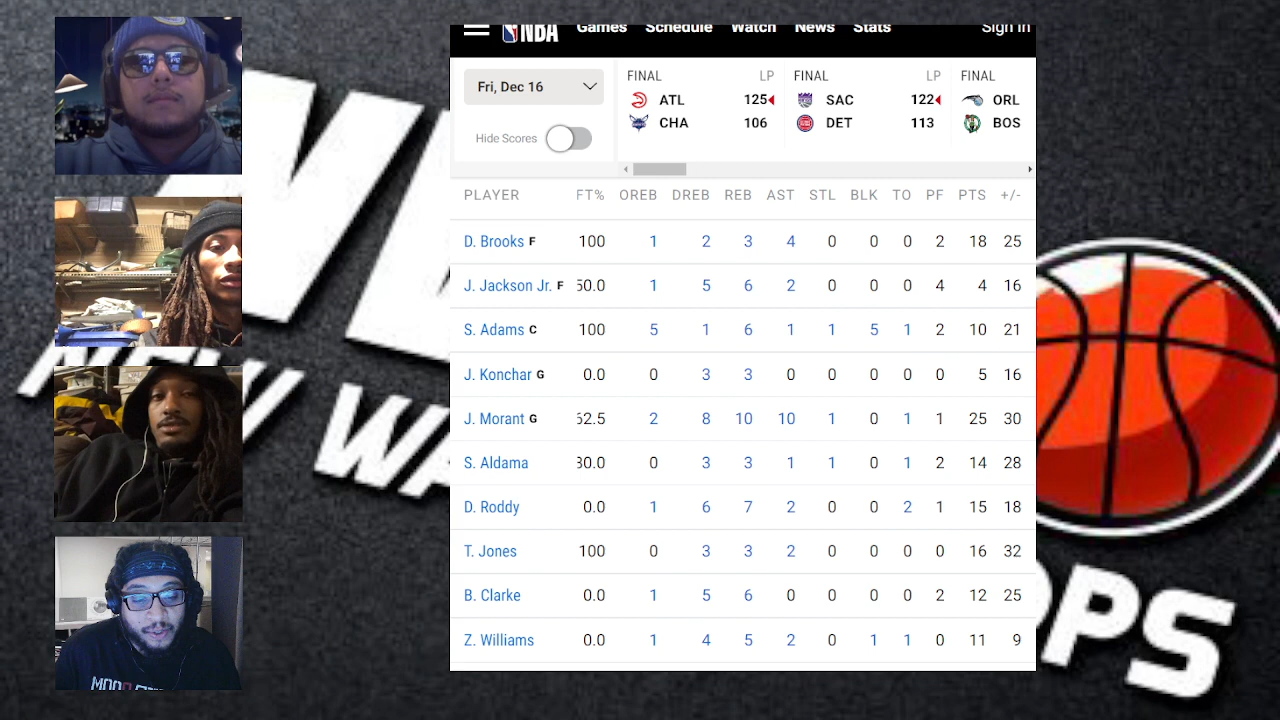 NBA Games Schedule Watch News Stats Sign in
Fri, Dec 16
Hide Scores
FINAL LP
ATL 125
CHA 106
FINAL LP
SAC 122
DET 113
FINAL
ORL
BOS
PLAYER FT% OREB DREB REB AST STL BLK TO PF PTS +/-
D. Brooks F 100 1 2 3 4 0 0 0 2 18 25
J. Jackson Jr. F 50.0 1 5 6 2 0 0 0 4 4 16
S. Adams C 100 5 1 6 1 1 5 1 2 10 21
J. Konchar G 0.0 0 3 3 0 0 0 0 0 5 16
J. Morant G 62.5 2 8 10 10 1 0 1 1 25 30
S. Aldama 30.0 0 3 3 1 1 0 1 2 14 28
D. Roddy 0.0 1 6 7 2 0 0 2 1 15 18
T. Jones 100 0 3 3 2 0 0 0 0 16 32
B. Clarke 0.0 1 5 6 0 0 0 0 2 12 25
Z. Williams 0.0 1 4 5 2 0 1 1 0 11 9